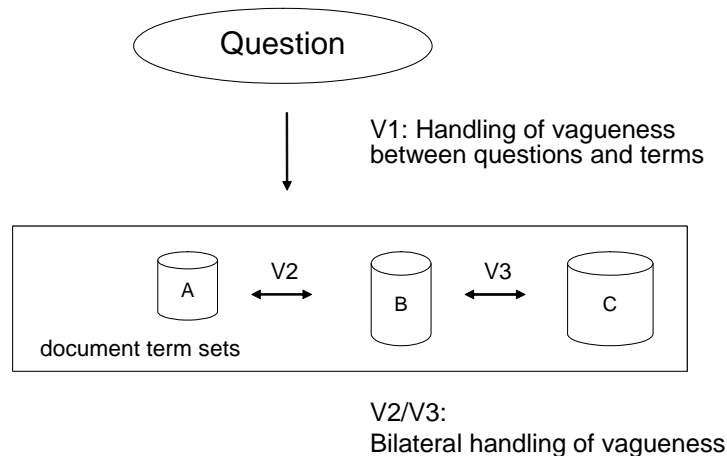 Question
V1: Handling of vagueness
between questions and terms
V2
V3
A
B
C
document term sets
V2/V3:
Bilateral handling of vagueness